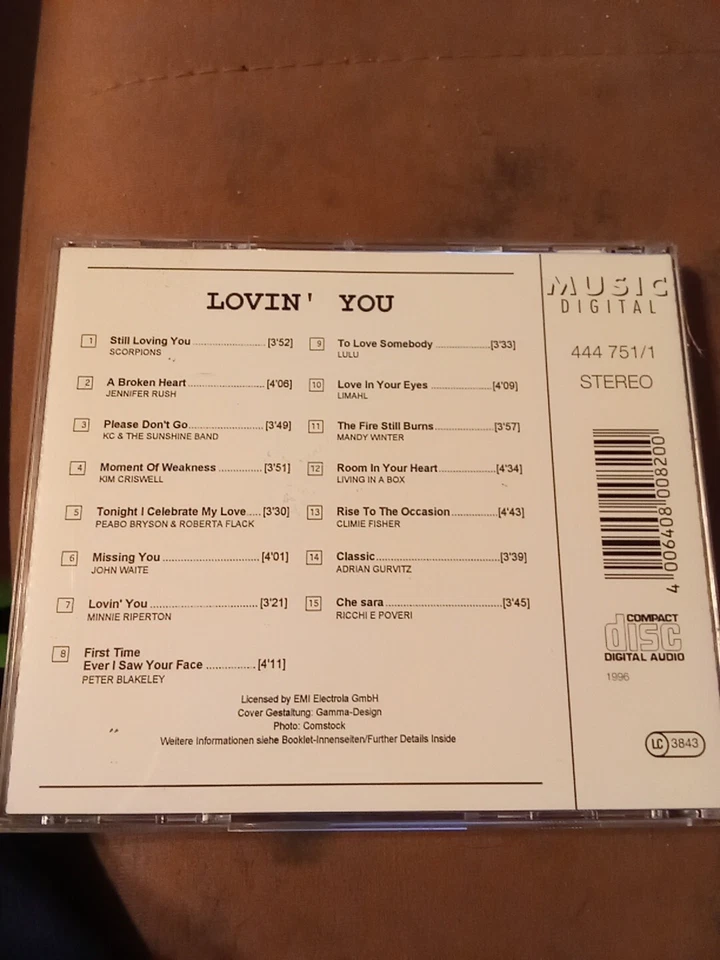 LOVIN' YOU
1 Still Loving You [3'52]
SCORPIONS
2 A Broken Heart [4'06]
JENNIFER RUSH
3 Please Don't Go [3'49]
KC & THE SUNSHINE BAND
4 Moment Of Weakness [3'51]
KIM CRISWELL
5 Tonight I Celebrate My Love [3'30]
PEABO BRYSON & ROBERTA FLACK
6 Missing You [4'01]
JOHN WAITE
7 Lovin' You [3'21]
MINNIE RIPERTON
8 First Time
Ever I Saw Your Face [4'11]
PETER BLAKELEY
9 To Love Somebody [3'33]
LULU
10 Love In Your Eyes [4'09]
LIMAHL
11 The Fire Still Burns [3'57]
MANDY WINTER
12 Room In Your Heart [4'34]
LIVING IN A BOX
13 Rise To The Occasion [4'43]
CLIMIE FISHER
14 Classic [3'39]
ADRIAN GURVITZ
15 Che sara [3'45]
RICCHI E POVERI
Licensed by EMI Electrola GmbH
Cover Gestaltung: Gamma-Design
Photo: Comstock
Weitere Informationen siehe Booklet-Innenseiten/Further Details Inside
MUSIC
DIGITAL
444 751/1
STEREO
4 006408 008200
COMPACT
disc
DIGITAL AUDIO
1996
LC 3843